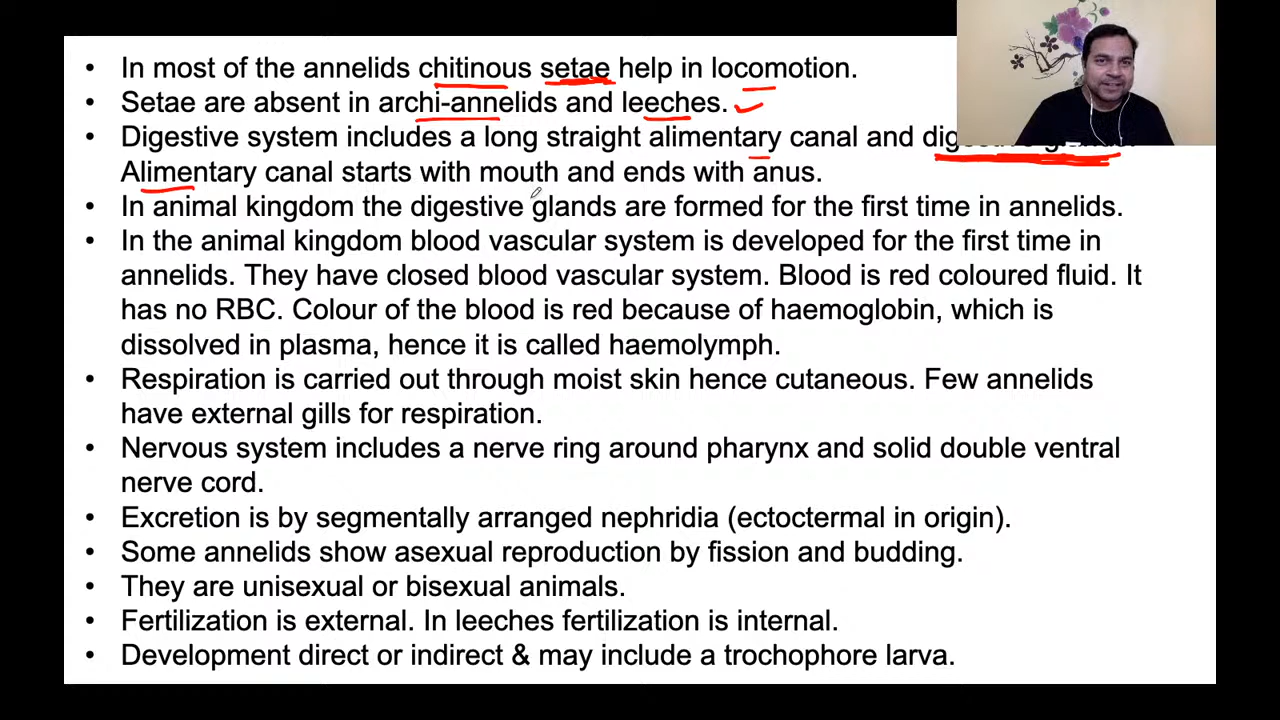 • In most of the annelids chitinous setae help in locomotion.
• Setae are absent in archi-annelids and leeches.
• Digestive system includes a long straight alimentary canal and
Alimentary canal starts with mouth and ends with anus.
• In animal kingdom the digestive glands are formed for the first time in annelids.
• In the animal kingdom blood vascular system is developed for the first time in
annelids. They have closed blood vascular system. Blood is red coloured fluid. It
has no RBC. Colour of the blood is red because of haemoglobin, which is
dissolved in plasma, hence it is called haemolymph.
• Respiration is carried out through moist skin hence cutaneous. Few annelids
have external gills for respiration.
• Nervous system includes a nerve ring around pharynx and solid double ventral
nerve cord.
• Excretion is by segmentally arranged nephridia (ectoctermal in origin).
• Some annelids show asexual reproduction by fission and budding.
• They are unisexual or bisexual animals.
• Fertilization is external. In leeches fertilization is internal.
• Development direct or indirect & may include a trochophore larva.